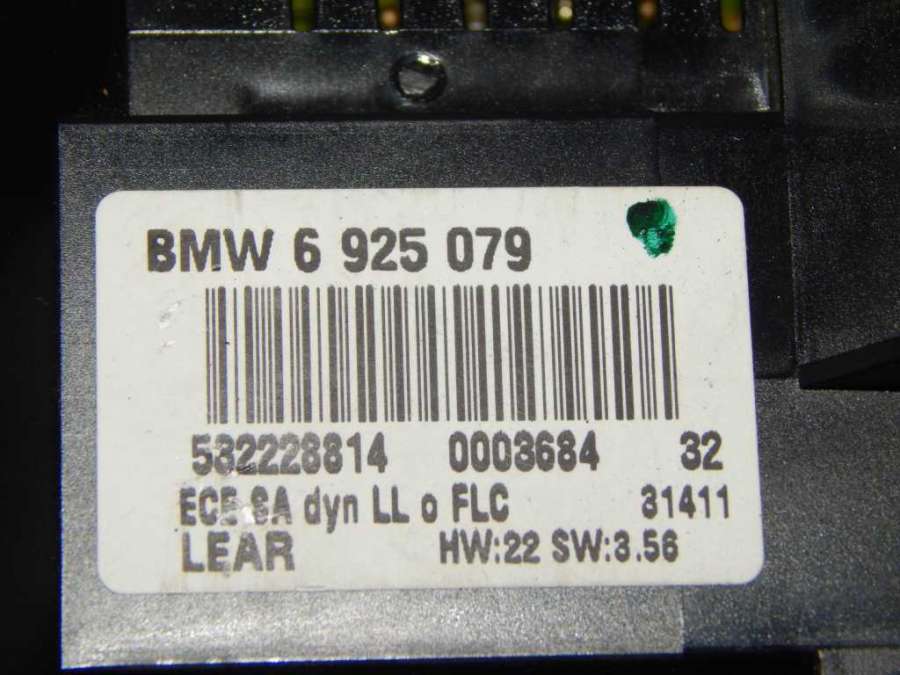 BMW 6 925 079
532228814 0003684 32
ECE SA dyn LL o FLC 31411
LEAR HW:22 SW:3.56